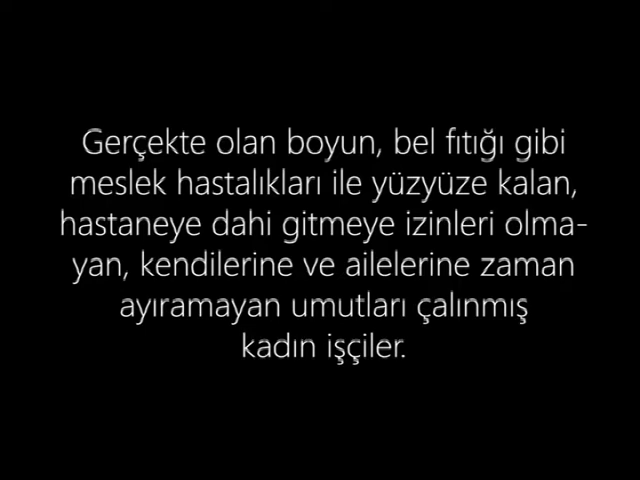 Gerçekte olan boyun, bel fıtığı gibi
meslek hastalıkları ile yüzyüze kalan,
hastaneye dahi gitmeye izinleri olma-
yan, kendilerine ve ailelerine zaman
ayıramayan umutları çalınmış
kadın işçiler.